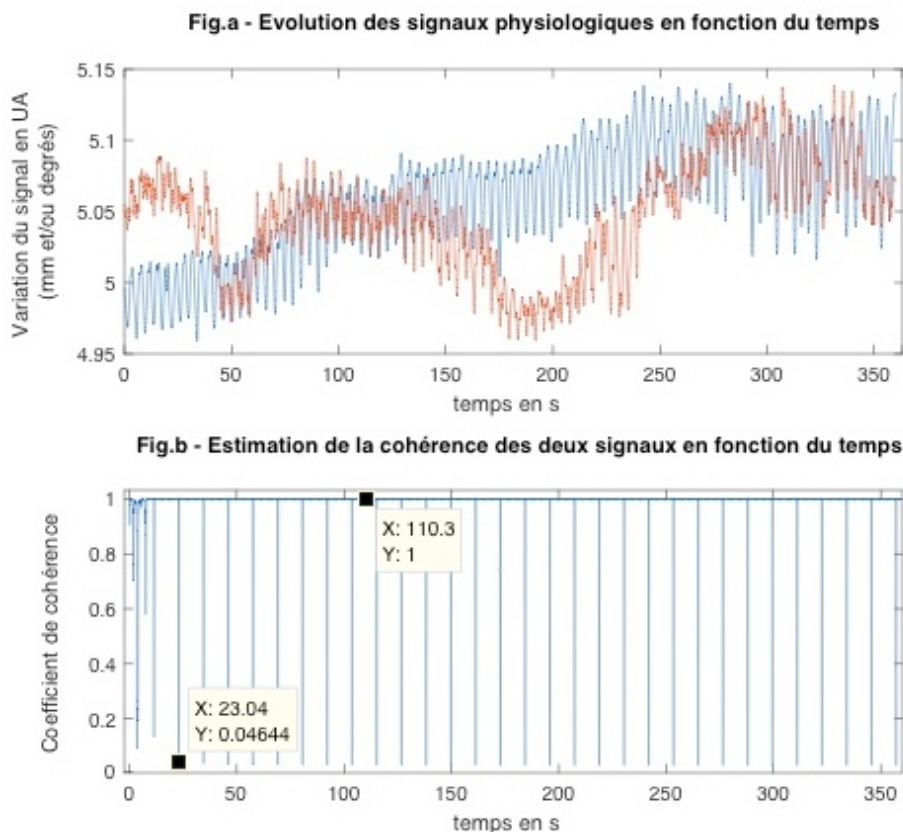 Fig.a - Evolution des signaux physiologiques en fonction du temps
Variation du signal en UA
(mm et/ou degrés)
5.15
5.1
5.05
5
4.95
0 50 100 150 200 250 300 350
temps en s
Fig.b - Estimation de la cohérence des deux signaux en fonction du temps
Coefficient de cohérence
1
0.8
0.6
0.4
0.2
0
X: 110.3
Y: 1
X: 23.04
Y: 0.04644
0 50 100 150 200 250 300 350
temps en s